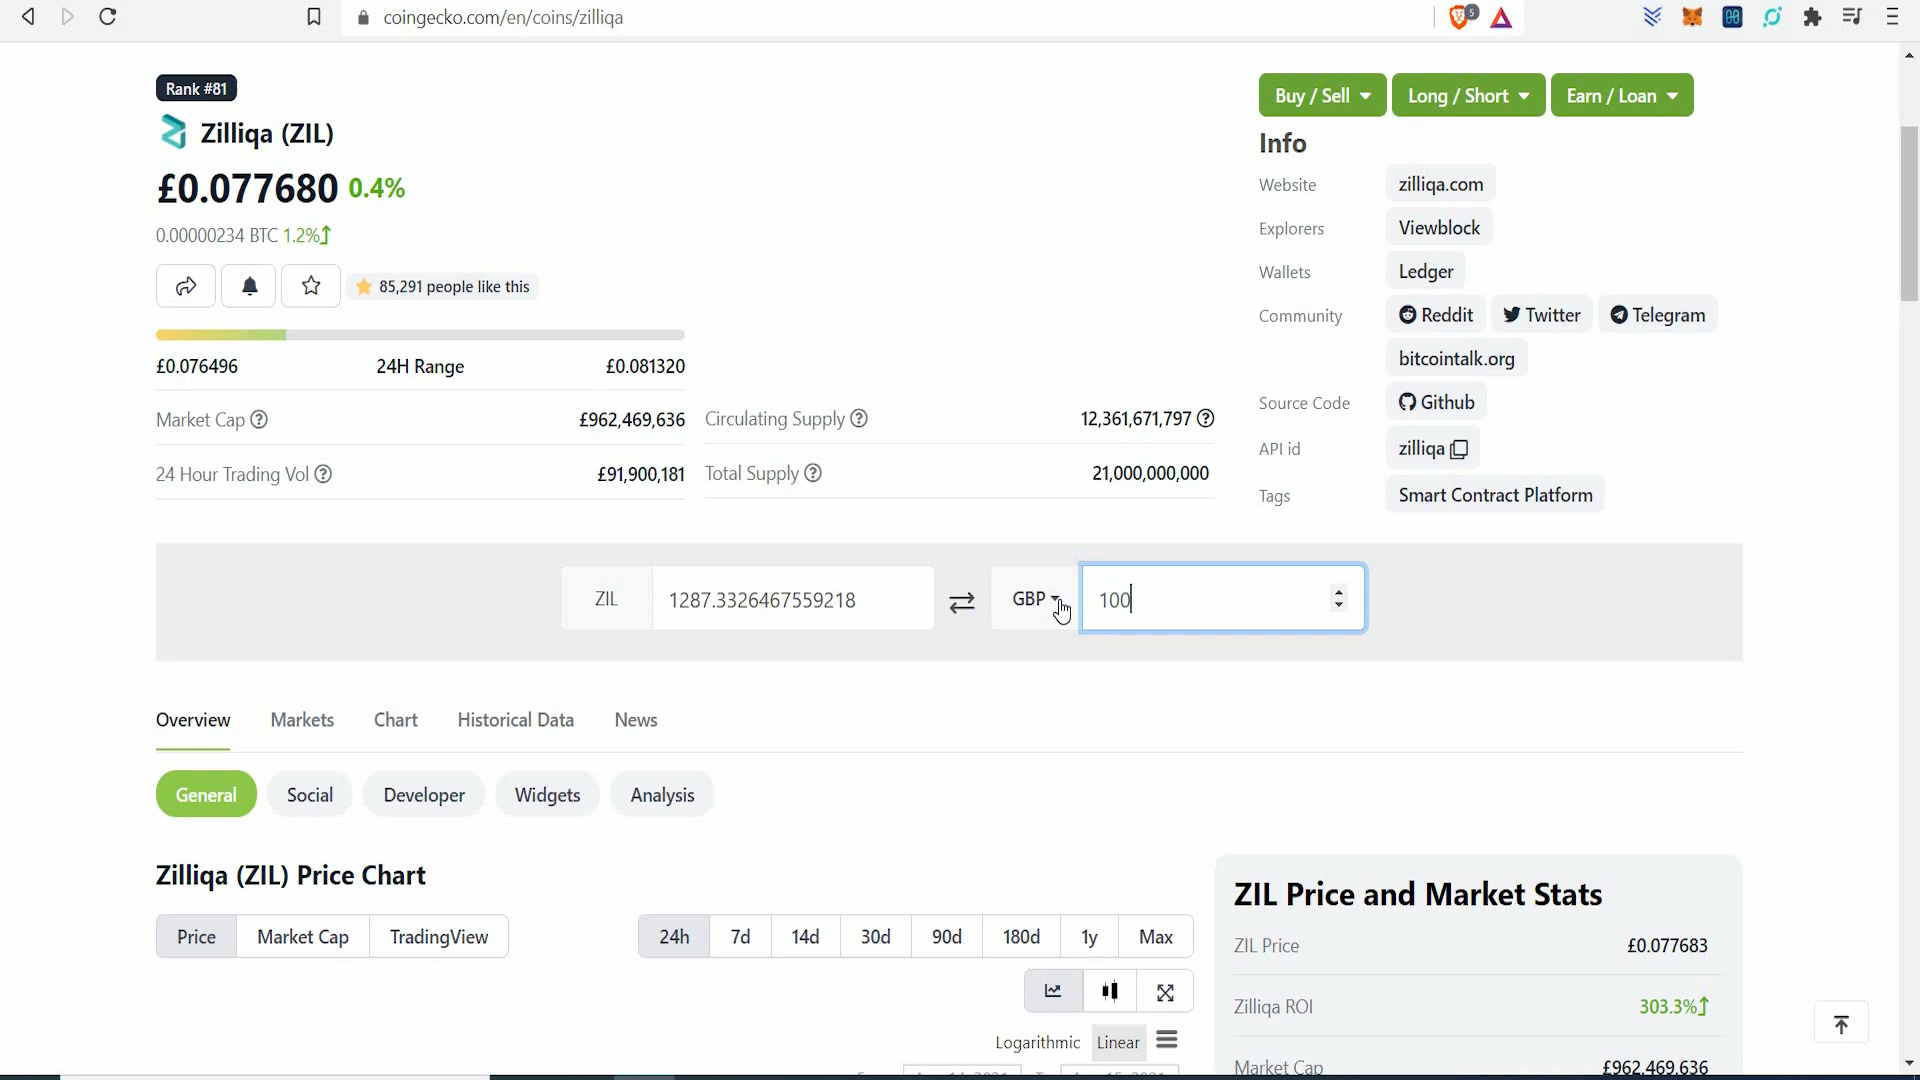 coingecko.com/en/coins/zilliqa
5
Rank #81
Zilliqa (ZIL)
£0.077680 0.4%
0.00000234 BTC 1.2%
85,291 people like this
£0.076496 24H Range £0.081320
Market Cap £962,469,636
24 Hour Trading Vol £91,900,181
Circulating Supply 12,361,671,797
Total Supply 21,000,000,000
Buy / Sell Long / Short Earn / Loan
Info
Website zilliqa.com
Explorers Viewblock
Wallets Ledger
Community Reddit Twitter Telegram
bitcointalk.org
Source Code Github
API id zilliqa
Tags Smart Contract Platform
ZIL 1287.3326467559218 GBP 100
Overview Markets Chart Historical Data News
General Social Developer Widgets Analysis
Zilliqa (ZIL) Price Chart
Price Market Cap TradingView 24h 7d 14d 30d 90d 180d 1y Max
Logarithmic Linear
ZIL Price and Market Stats
ZIL Price £0.077683
Zilliqa ROI 303.3%
Market Cap £962,469,636